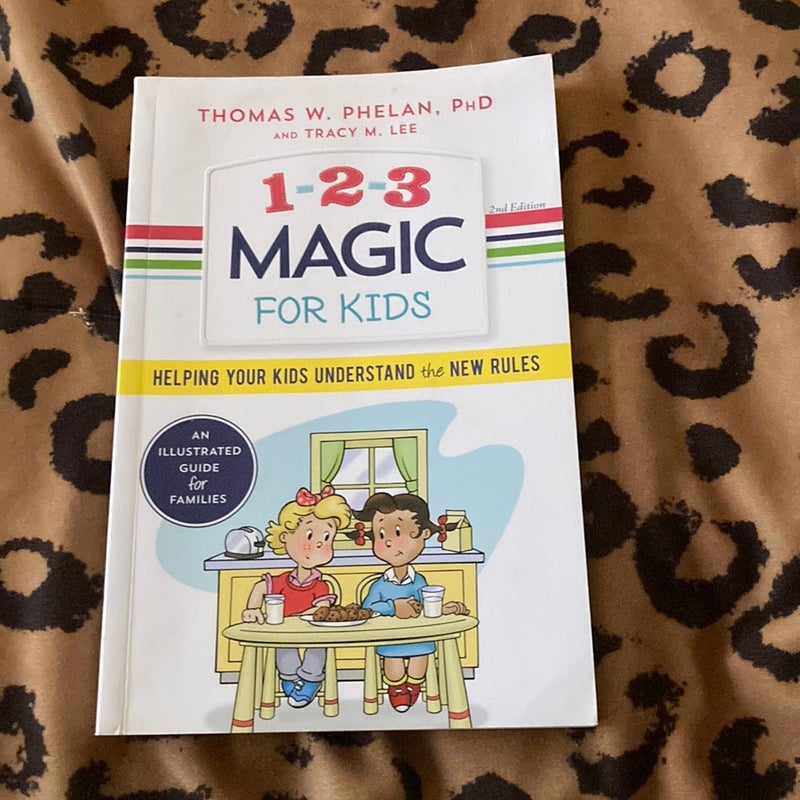 THOMAS W. PHELAN, PHD
AND TRACY M. LEE
1-2-3
2nd Edition
MAGIC
FOR KIDS
HELPING YOUR KIDS UNDERSTAND the NEW RULES
AN
ILLUSTRATED
GUIDE
for
FAMILIES